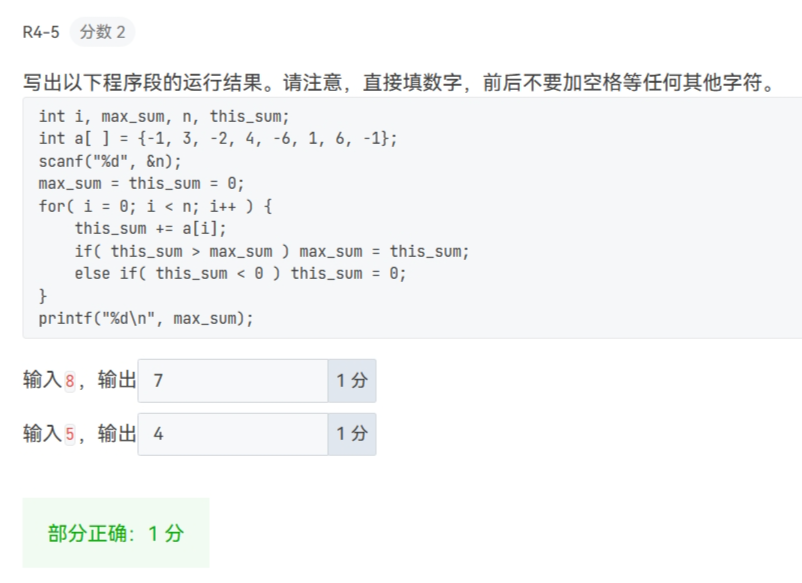 R4-5 分数 2
写出以下程序段的运行结果。请注意，直接填数字，前后不要加空格等任何其他字符。
int i, max_sum, n, this_sum;
int a[ ] = {-1, 3, -2, 4, -6, 1, 6, -1};
scanf("%d", &n);
max_sum = this_sum = 0;
for( i = 0; i < n; i++ ) {
    this_sum += a[i];
    if( this_sum > max_sum ) max_sum = this_sum;
    else if( this_sum < 0 ) this_sum = 0;
}
printf("%d\n", max_sum);
输入8，输出 7 1 分
输入5，输出 4 1 分
部分正确：1 分